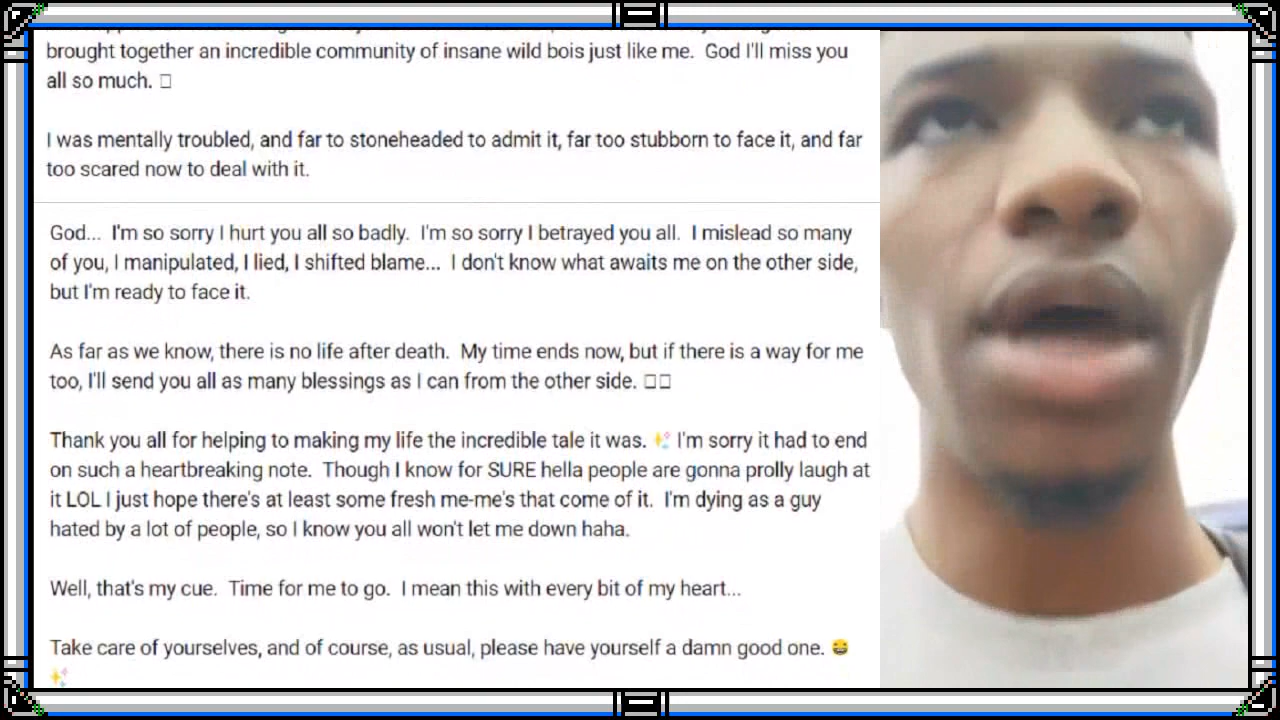 brought together an incredible community of insane wild bois just like me.  God I'll miss you
all so much. □
I was mentally troubled, and far to stoneheaded to admit it, far too stubborn to face it, and far
too scared now to deal with it.
God...  I'm so sorry I hurt you all so badly.  I'm so sorry I betrayed you all.  I mislead so many
of you, I manipulated, I lied, I shifted blame...  I don't know what awaits me on the other side,
but I'm ready to face it.
As far as we know, there is no life after death.  My time ends now, but if there is a way for me
too, I'll send you all as many blessings as I can from the other side. □□
Thank you all for helping to making my life the incredible tale it was. ✨ I'm sorry it had to end
on such a heartbreaking note.  Though I know for SURE hella people are gonna prolly laugh at
it LOL I just hope there's at least some fresh me-me's that come of it.  I'm dying as a guy
hated by a lot of people, so I know you all won't let me down haha.
Well, that's my cue.  Time for me to go.  I mean this with every bit of my heart...
Take care of yourselves, and of course, as usual, please have yourself a damn good one. 😄
✨